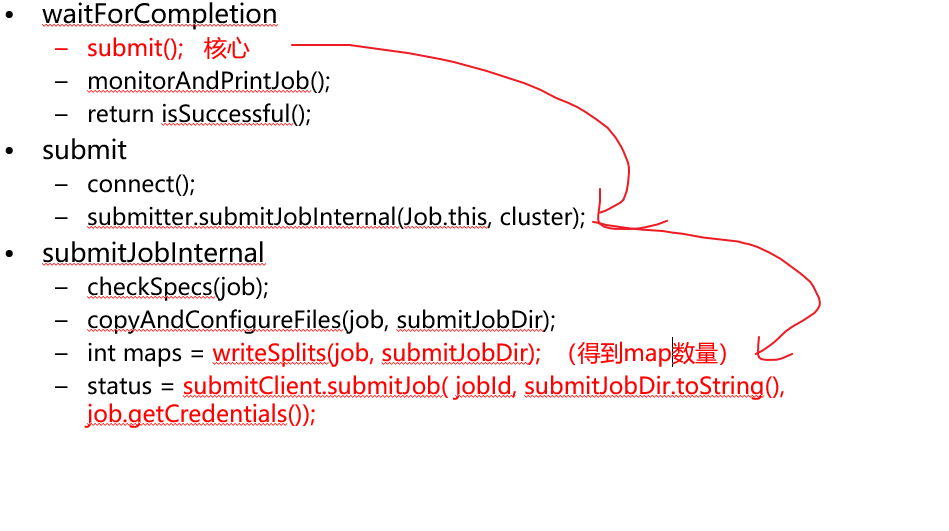 • waitForCompletion
– submit(); 核心
– monitorAndPrintJob();
– return isSuccessful();
• submit
– connect();
– submitter.submitJobInternal(Job.this, cluster);
• submitJobInternal
– checkSpecs(job);
– copyAndConfigureFiles(job, submitJobDir);
– int maps = writeSplits(job, submitJobDir); （得到map数量）
– status = submitClient.submitJob( jobId, submitJobDir.toString(),
job.getCredentials());